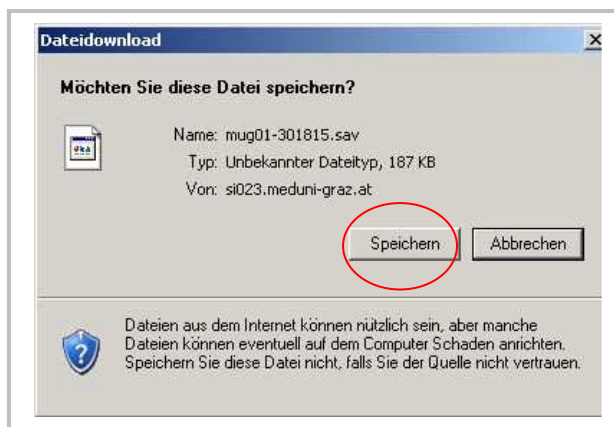 Dateidownload
Möchten Sie diese Datei speichern?
Name: mug01-301815.sav
Typ: Unbekannter Dateityp, 187 KB
Von: si023.meduni-graz.at
Speichern Abbrechen
Dateien aus dem Internet können nützlich sein, aber manche
Dateien können eventuell auf dem Computer Schaden anrichten.
Speichern Sie diese Datei nicht, falls Sie der Quelle nicht vertrauen.